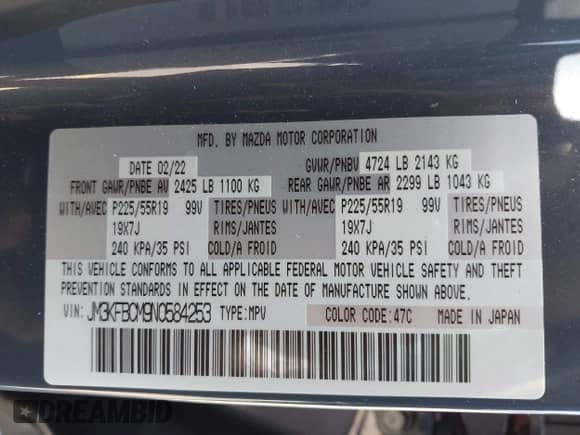 MFD. BY MAZDA MOTOR CORPORATION
DATE 02/22 GVWR/PNBV 4724 LB 2143 KG
FRONT GAWR/PNBE AV 2425 LB 1100 KG REAR GAWR/PNBE AR 2299 LB 1043 KG
WITH/AVEC P225/55R19 99V TIRES/PNEUS WITH/AVEC P225/55R19 99V TIRES/PNEUS
19X7J RIMS/JANTES 19X7J RIMS/JANTES
240 KPA/35 PSI COLD/A FROID 240 KPA/35 PSI COLD/A FROID
THIS VEHICLE CONFORMS TO ALL APPLICABLE FEDERAL MOTOR VEHICLE SAFETY AND THEFT
PREVENTION STANDARDS IN EFFECT ON THE DATE OF MANUFACTURE SHOWN ABOVE.
VIN: JM3KFBCM9N0584253 TYPE:MPV COLOR CODE:47C MADE IN JAPAN
DREAMBID